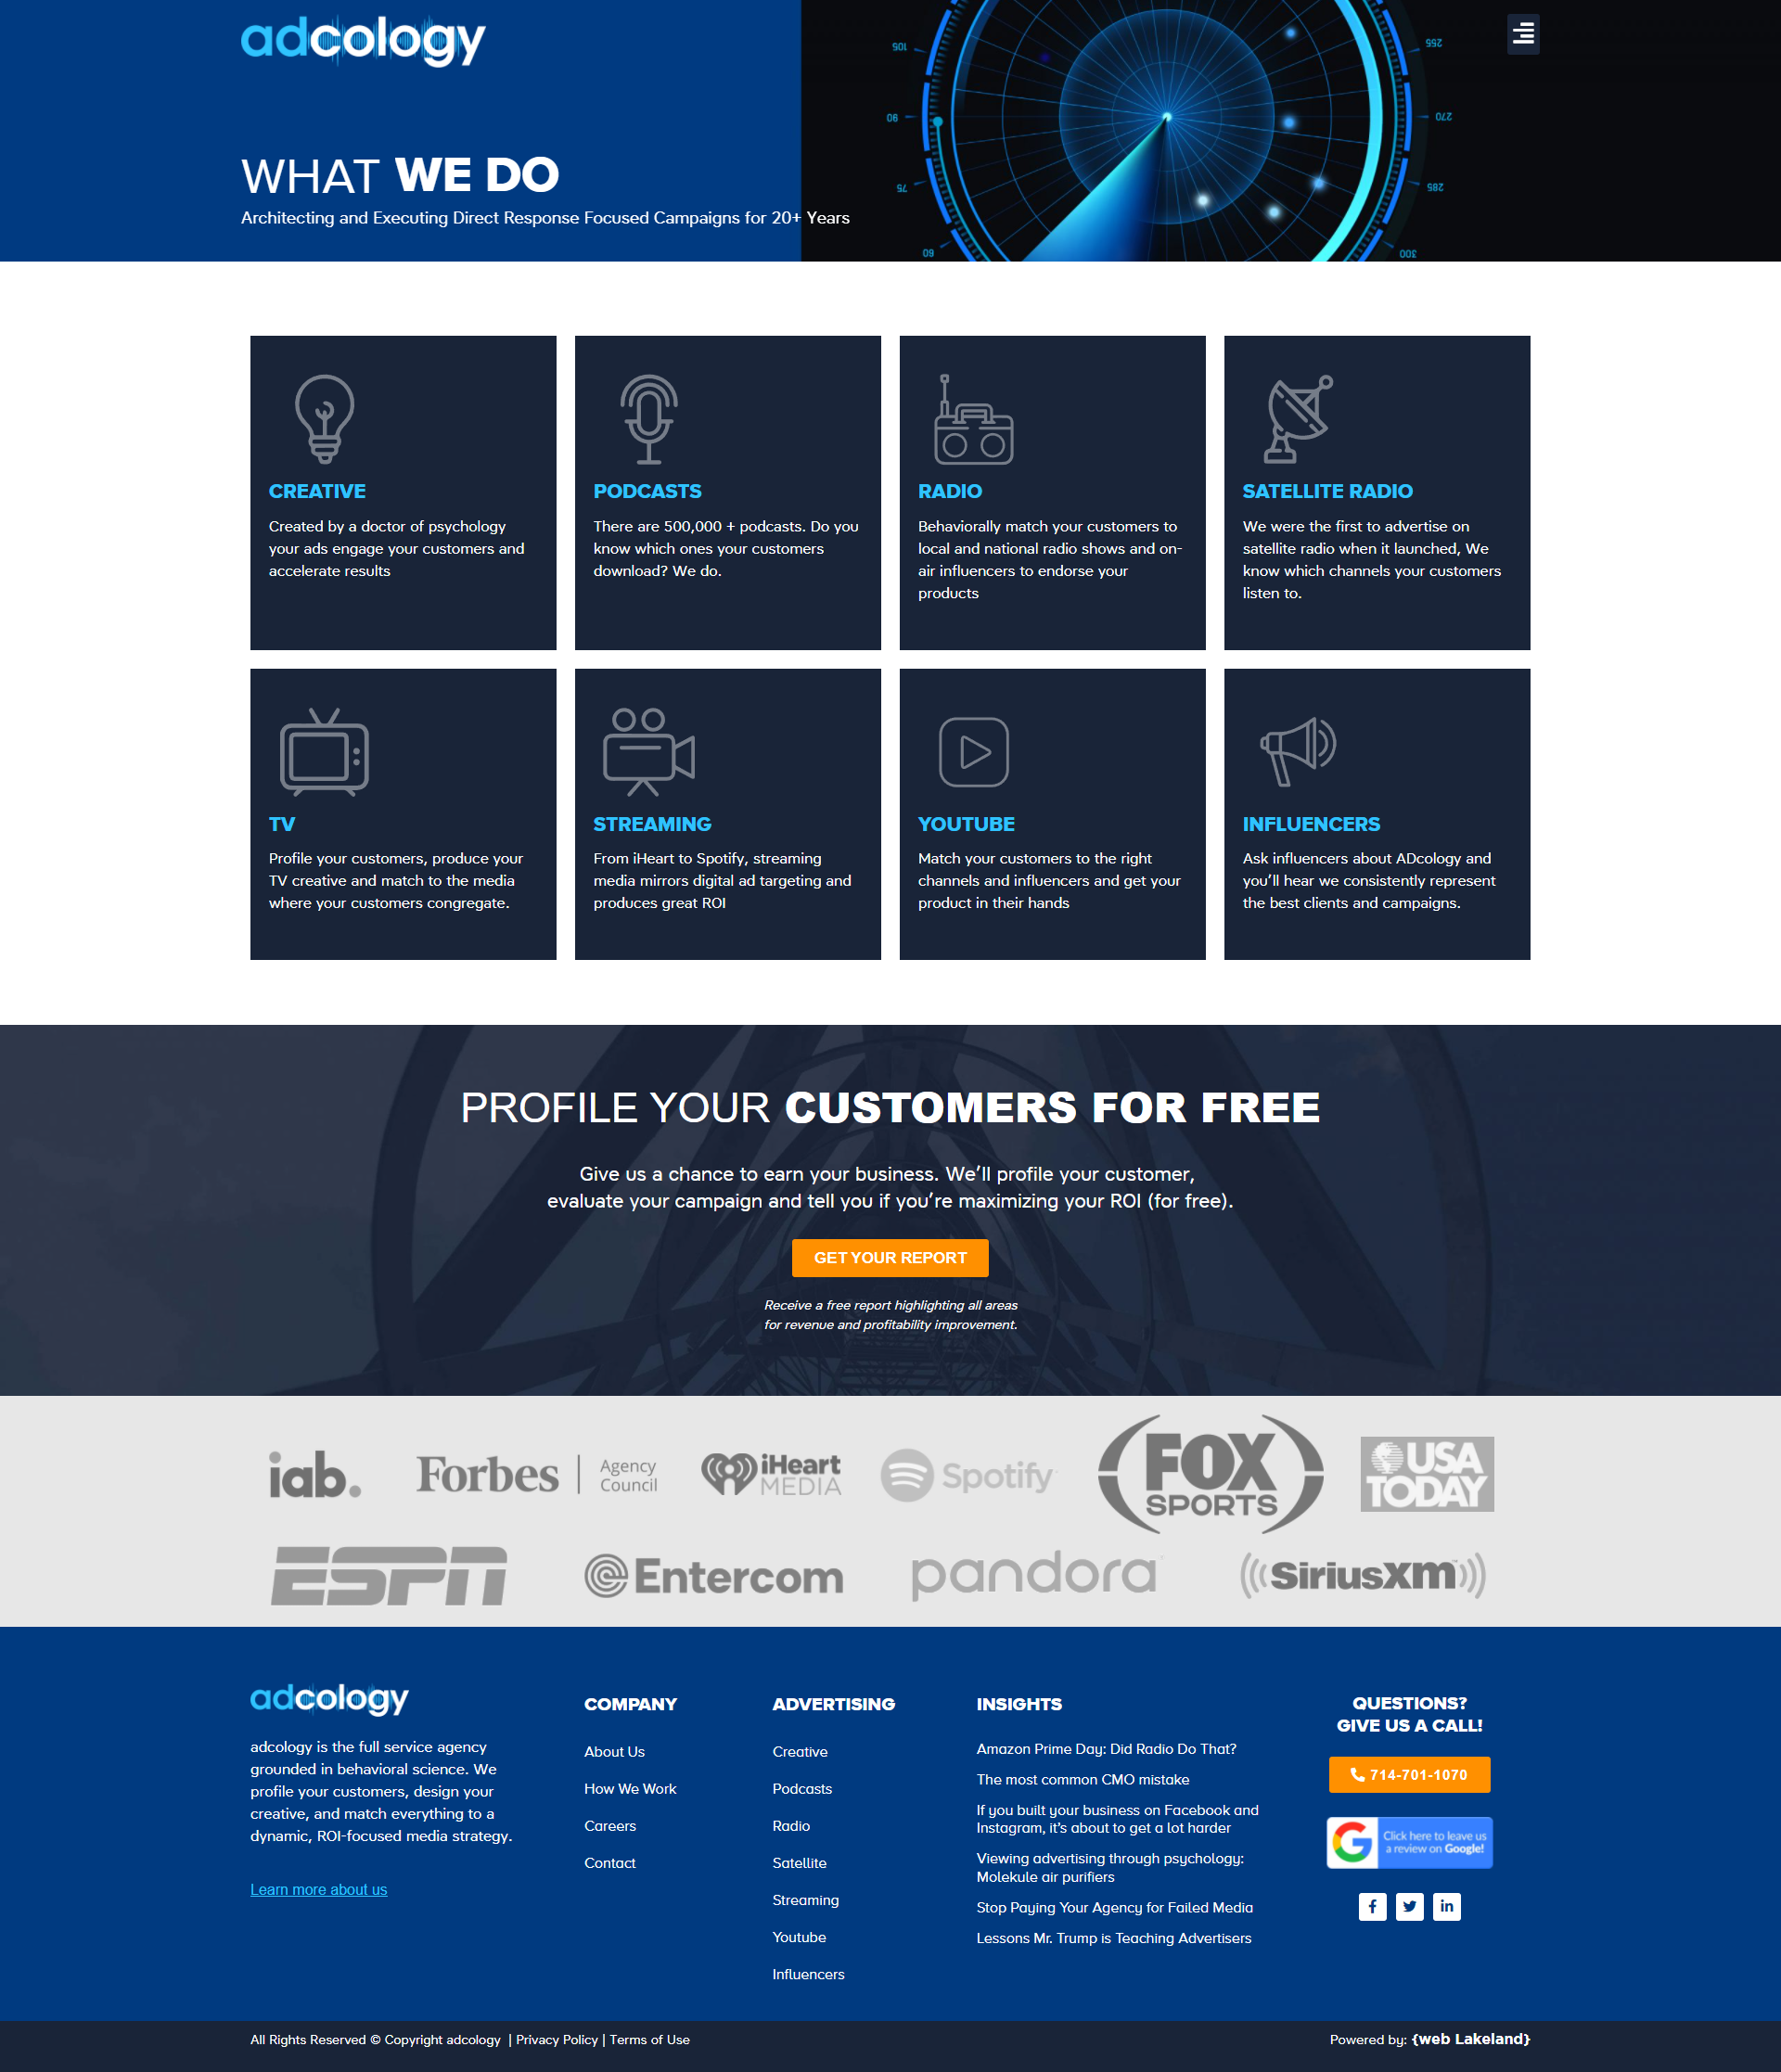 adcology
105
255
90
270
75
285
60
300
WHAT WE DO
Architecting and Executing Direct Response Focused Campaigns for 20+ Years
CREATIVE
Created by a doctor of psychology
your ads engage your customers and
accelerate results
PODCASTS
There are 500,000 + podcasts. Do you
know which ones your customers
download? We do.
RADIO
Behaviorally match your customers to
local and national radio shows and on-
air influencers to endorse your
products
SATELLITE RADIO
We were the first to advertise on
satellite radio when it launched, We
know which channels your customers
listen to.
TV
Profile your customers, produce your
TV creative and match to the media
where your customers congregate.
STREAMING
From iHeart to Spotify, streaming
media mirrors digital ad targeting and
produces great ROI
YOUTUBE
Match your customers to the right
channels and influencers and get your
product in their hands
INFLUENCERS
Ask influencers about ADcology and
you’ll hear we consistently represent
the best clients and campaigns.
PROFILE YOUR CUSTOMERS FOR FREE
Give us a chance to earn your business. We’ll profile your customer,
evaluate your campaign and tell you if you’re maximizing your ROI (for free).
GET YOUR REPORT
Receive a free report highlighting all areas
for revenue and profitability improvement.
iab.
Forbes | Agency
Council
iHeart
MEDIA
Spotify
FOX
SPORTS
USA
TODAY
ESPN
Entercom
pandora
SiriusXM
adcology
adcology is the full service agency
grounded in behavioral science. We
profile your customers, design your
creative, and match everything to a
dynamic, ROI-focused media strategy.
Learn more about us
COMPANY
About Us
How We Work
Careers
Contact
ADVERTISING
Creative
Podcasts
Radio
Satellite
Streaming
Youtube
Influencers
INSIGHTS
Amazon Prime Day: Did Radio Do That?
The most common CMO mistake
If you built your business on Facebook and
Instagram, it’s about to get a lot harder
Viewing advertising through psychology:
Molekule air purifiers
Stop Paying Your Agency for Failed Media
Lessons Mr. Trump is Teaching Advertisers
QUESTIONS?
GIVE US A CALL!
714-701-1070
Click here to leave us
a review on Google!
All Rights Reserved © Copyright adcology | Privacy Policy | Terms of Use
Powered by: {web Lakeland}